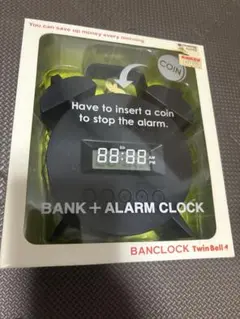 You can save up money every morning.
COIN
Have to insert a coin
to stop the alarm.
88:88
BANK + ALARM CLOCK
BANCLOCK TwinBell